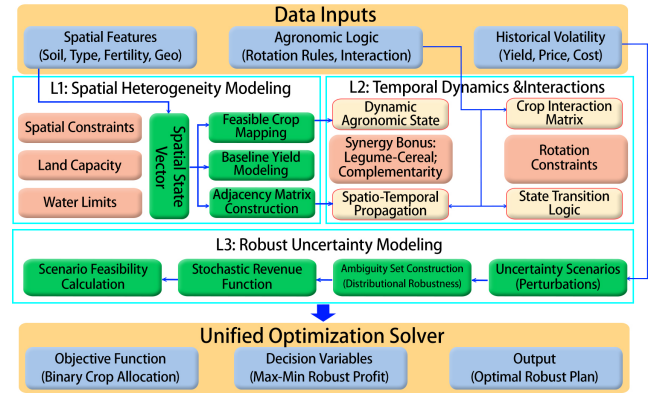 Data Inputs
Spatial Features
(Soil, Type, Fertility, Geo)
Agronomic Logic
(Rotation Rules, Interaction)
Historical Volatility
(Yield, Price, Cost)
L1: Spatial Heterogeneity Modeling
Spatial Constraints
Land Capacity
Water Limits
Spatial State
Vector
Feasible Crop
Mapping
Baseline Yield
Modeling
Adjacency Matrix
Construction
L2: Temporal Dynamics &Interactions
Dynamic
Agronomic State
Synergy Bonus:
Legume-Cereal;
Complementarity
Spatio-Temporal
Propagation
Crop Interaction
Matrix
Rotation
Constraints
State Transition
Logic
L3: Robust Uncertainty Modeling
Scenario Feasibility
Calculation
Stochastic Revenue
Function
Ambiguity Set Construction
(Distributional Robustness)
Uncertainty Scenarios
(Perturbations)
Unified Optimization Solver
Objective Function
(Binary Crop Allocation)
Decision Variables
(Max-Min Robust Profit)
Output
(Optimal Robust Plan)